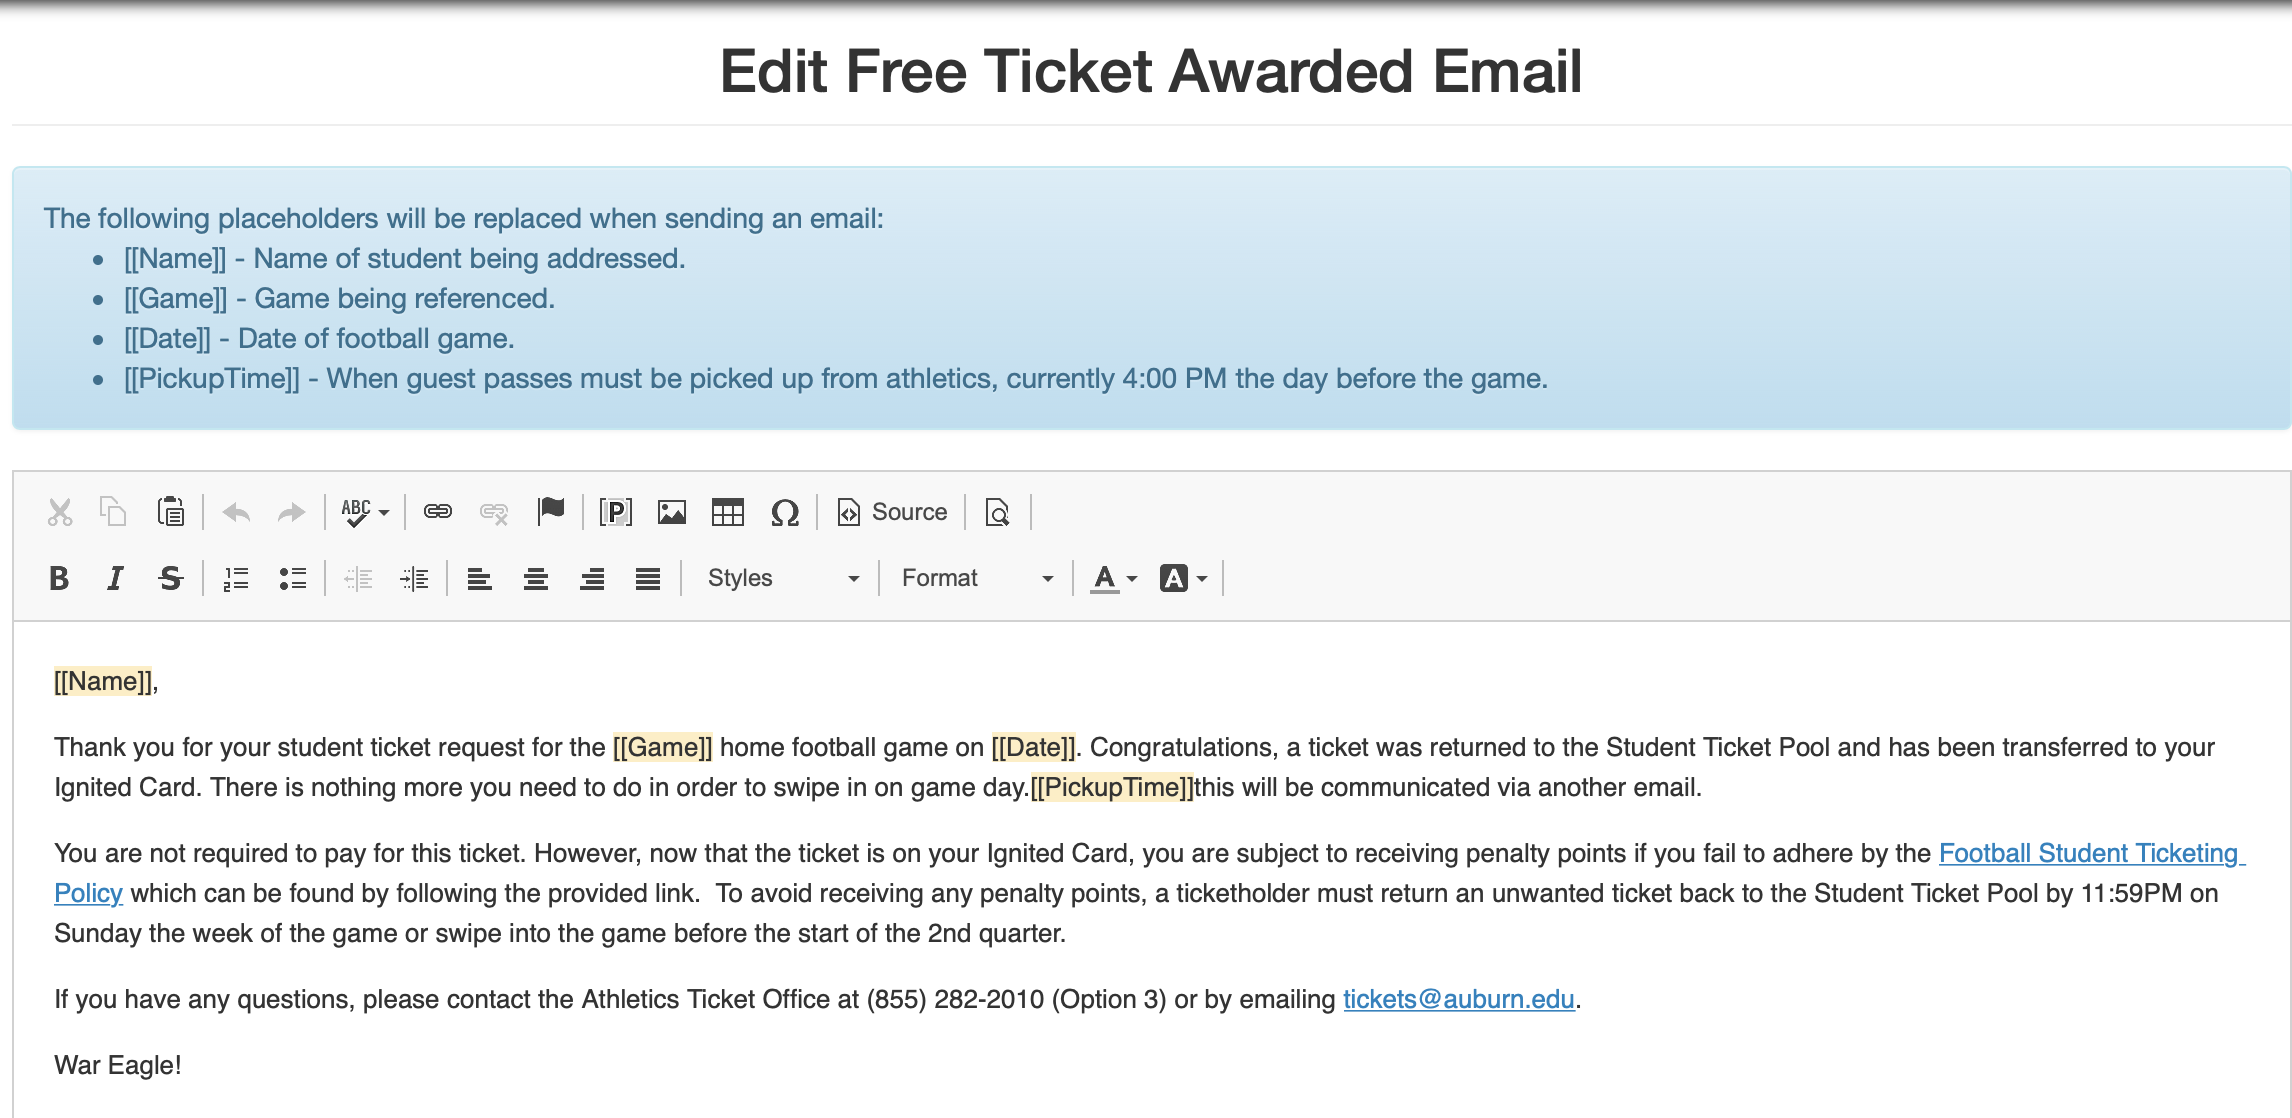 Edit Free Ticket Awarded Email
The following placeholders will be replaced when sending an email:
• [[Name]] - Name of student being addressed.
• [[Game]] - Game being referenced.
• [[Date]] - Date of football game.
• [[PickupTime]] - When guest passes must be picked up from athletics, currently 4:00 PM the day before the game.
ABC [P] Ω Source
B I S Styles Format A A
[[Name]],
Thank you for your student ticket request for the [[Game]] home football game on [[Date]]. Congratulations, a ticket was returned to the Student Ticket Pool and has been transferred to your
Ignited Card. There is nothing more you need to do in order to swipe in on game day.[[PickupTime]]this will be communicated via another email.
You are not required to pay for this ticket. However, now that the ticket is on your Ignited Card, you are subject to receiving penalty points if you fail to adhere by the Football Student Ticketing
Policy which can be found by following the provided link.  To avoid receiving any penalty points, a ticketholder must return an unwanted ticket back to the Student Ticket Pool by 11:59PM on
Sunday the week of the game or swipe into the game before the start of the 2nd quarter.
If you have any questions, please contact the Athletics Ticket Office at (855) 282-2010 (Option 3) or by emailing tickets@auburn.edu.
War Eagle!